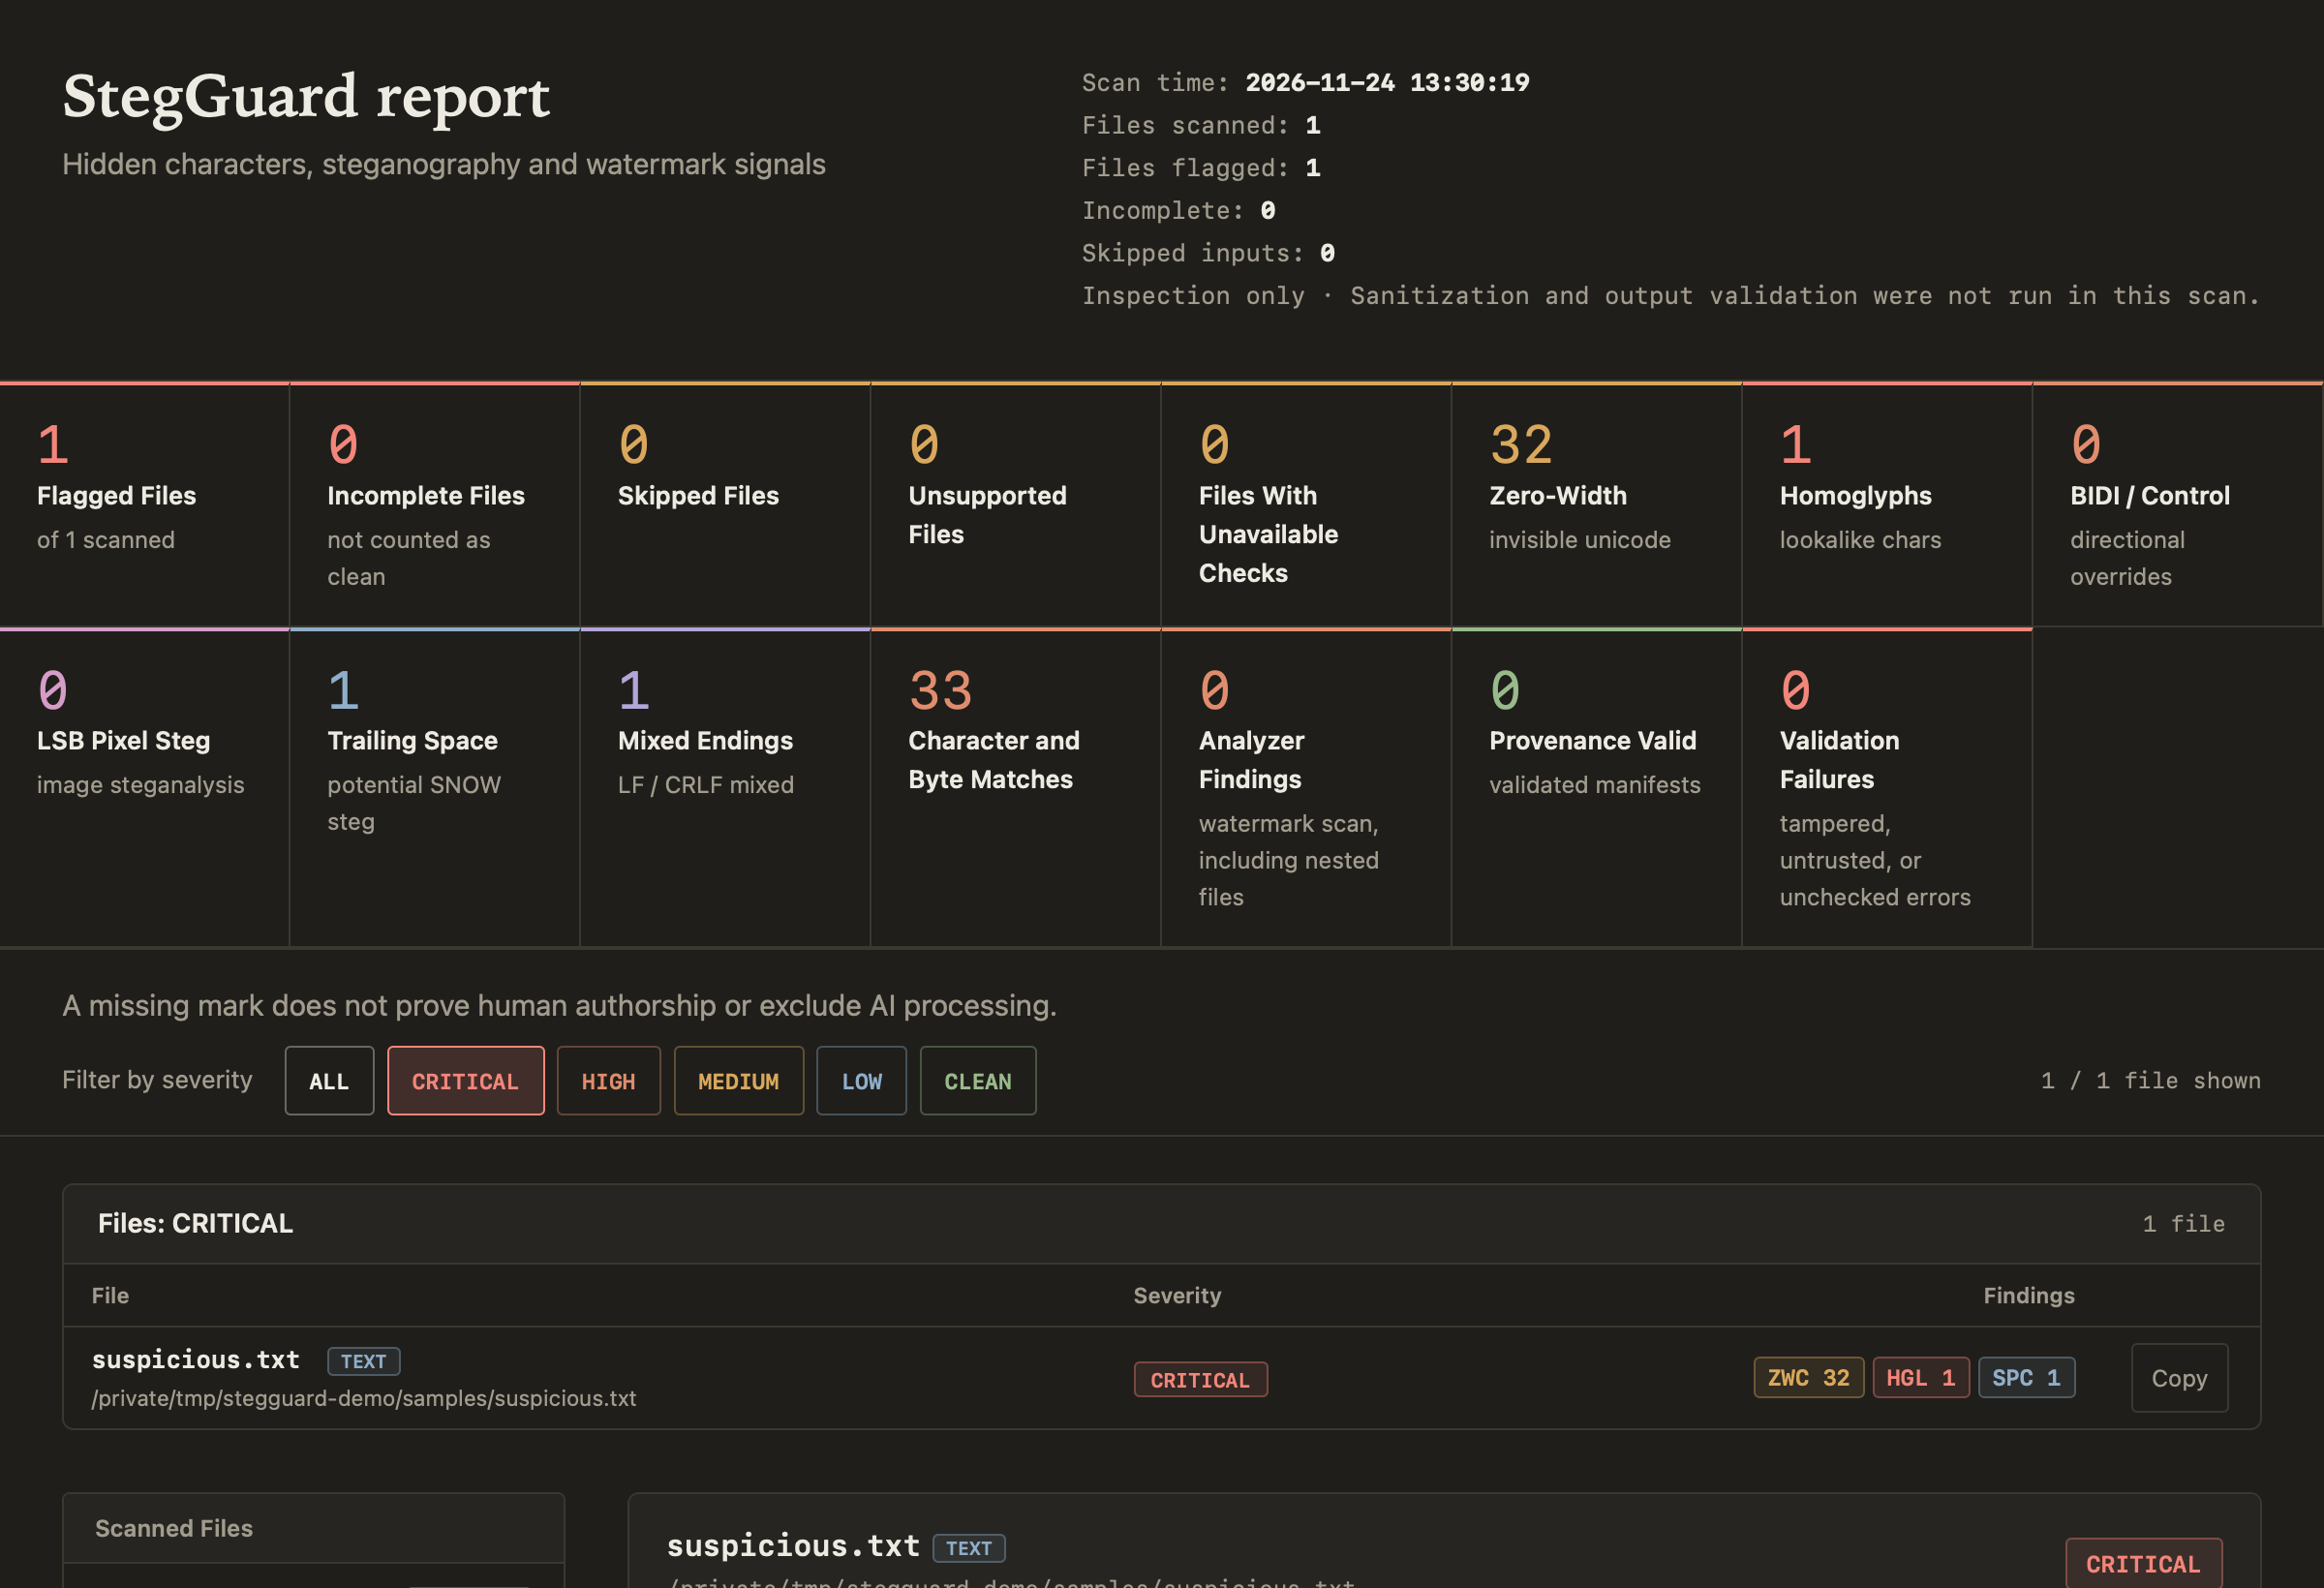 StegGuard report
Hidden characters, steganography and watermark signals
Scan time: 2026-11-24 13:30:19
Files scanned: 1
Files flagged: 1
Incomplete: 0
Skipped inputs: 0
Inspection only · Sanitization and output validation were not run in this scan.
1
Flagged Files
of 1 scanned
0
Incomplete Files
not counted as
clean
0
Skipped Files
0
Unsupported
Files
0
Files With
Unavailable
Checks
32
Zero-Width
invisible unicode
1
Homoglyphs
lookalike chars
0
BIDI / Control
directional
overrides
0
LSB Pixel Steg
image steganalysis
1
Trailing Space
potential SNOW
steg
1
Mixed Endings
LF / CRLF mixed
33
Character and
Byte Matches
0
Analyzer
Findings
watermark scan,
including nested
files
0
Provenance Valid
validated manifests
0
Validation
Failures
tampered,
untrusted, or
unchecked errors
A missing mark does not prove human authorship or exclude AI processing.
Filter by severity ALL CRITICAL HIGH MEDIUM LOW CLEAN 1 / 1 file shown
Files: CRITICAL 1 file
File Severity Findings
suspicious.txt TEXT
/private/tmp/stegguard-demo/samples/suspicious.txt
CRITICAL ZWC 32 HGL 1 SPC 1 Copy
Scanned Files
suspicious.txt TEXT
CRITICAL
/private/tmp/stegguard-demo/samples/suspicious.txt